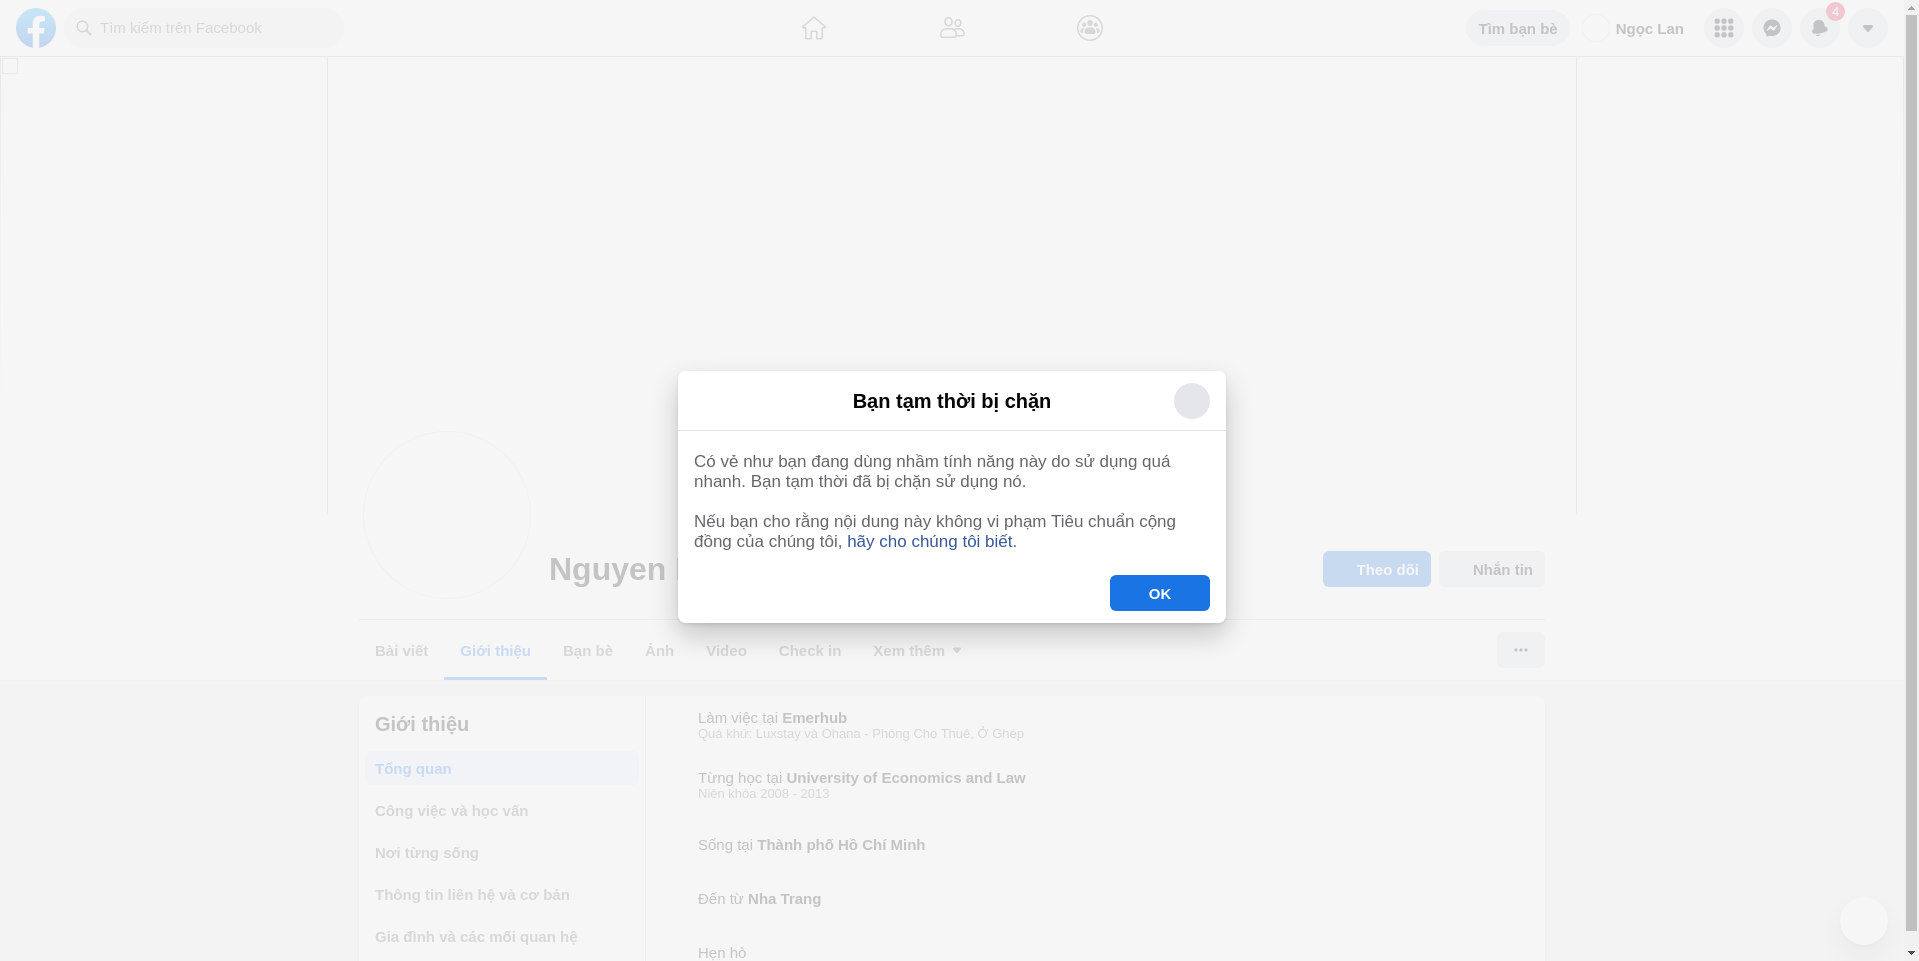 Tìm kiếm trên Facebook
Tìm bạn bè
Ngọc Lan
4
Bạn tạm thời bị chặn
Có vẻ như bạn đang dùng nhầm tính năng này do sử dụng quá
nhanh. Bạn tạm thời đã bị chặn sử dụng nó.
Nếu bạn cho rằng nội dung này không vi phạm Tiêu chuẩn cộng
đồng của chúng tôi, hãy cho chúng tôi biết.
OK
Nguyen
Theo dõi
Nhắn tin
Bài viết
Giới thiệu
Bạn bè
Ảnh
Video
Check in
Xem thêm
Giới thiệu
Tổng quan
Công việc và học vấn
Nơi từng sống
Thông tin liên hệ và cơ bản
Gia đình và các mối quan hệ
Làm việc tại Emerhub
Quá khứ: Luxstay và Ohana - Phòng Cho Thuê, Ở Ghép
Từng học tại University of Economics and Law
Niên khóa 2008 - 2013
Sống tại Thành phố Hồ Chí Minh
Đến từ Nha Trang
Hẹn hò